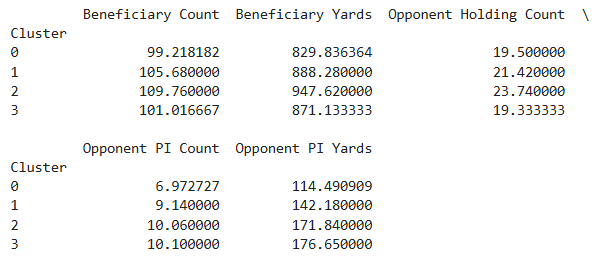 Beneficiary Count  Beneficiary Yards  Opponent Holding Count  \
Cluster
0  99.218182  829.836364  19.500000
1  105.680000  888.280000  21.420000
2  109.760000  947.620000  23.740000
3  101.016667  871.133333  19.333333
Opponent PI Count  Opponent PI Yards
Cluster
0  6.972727  114.490909
1  9.140000  142.180000
2  10.060000  171.840000
3  10.100000  176.650000